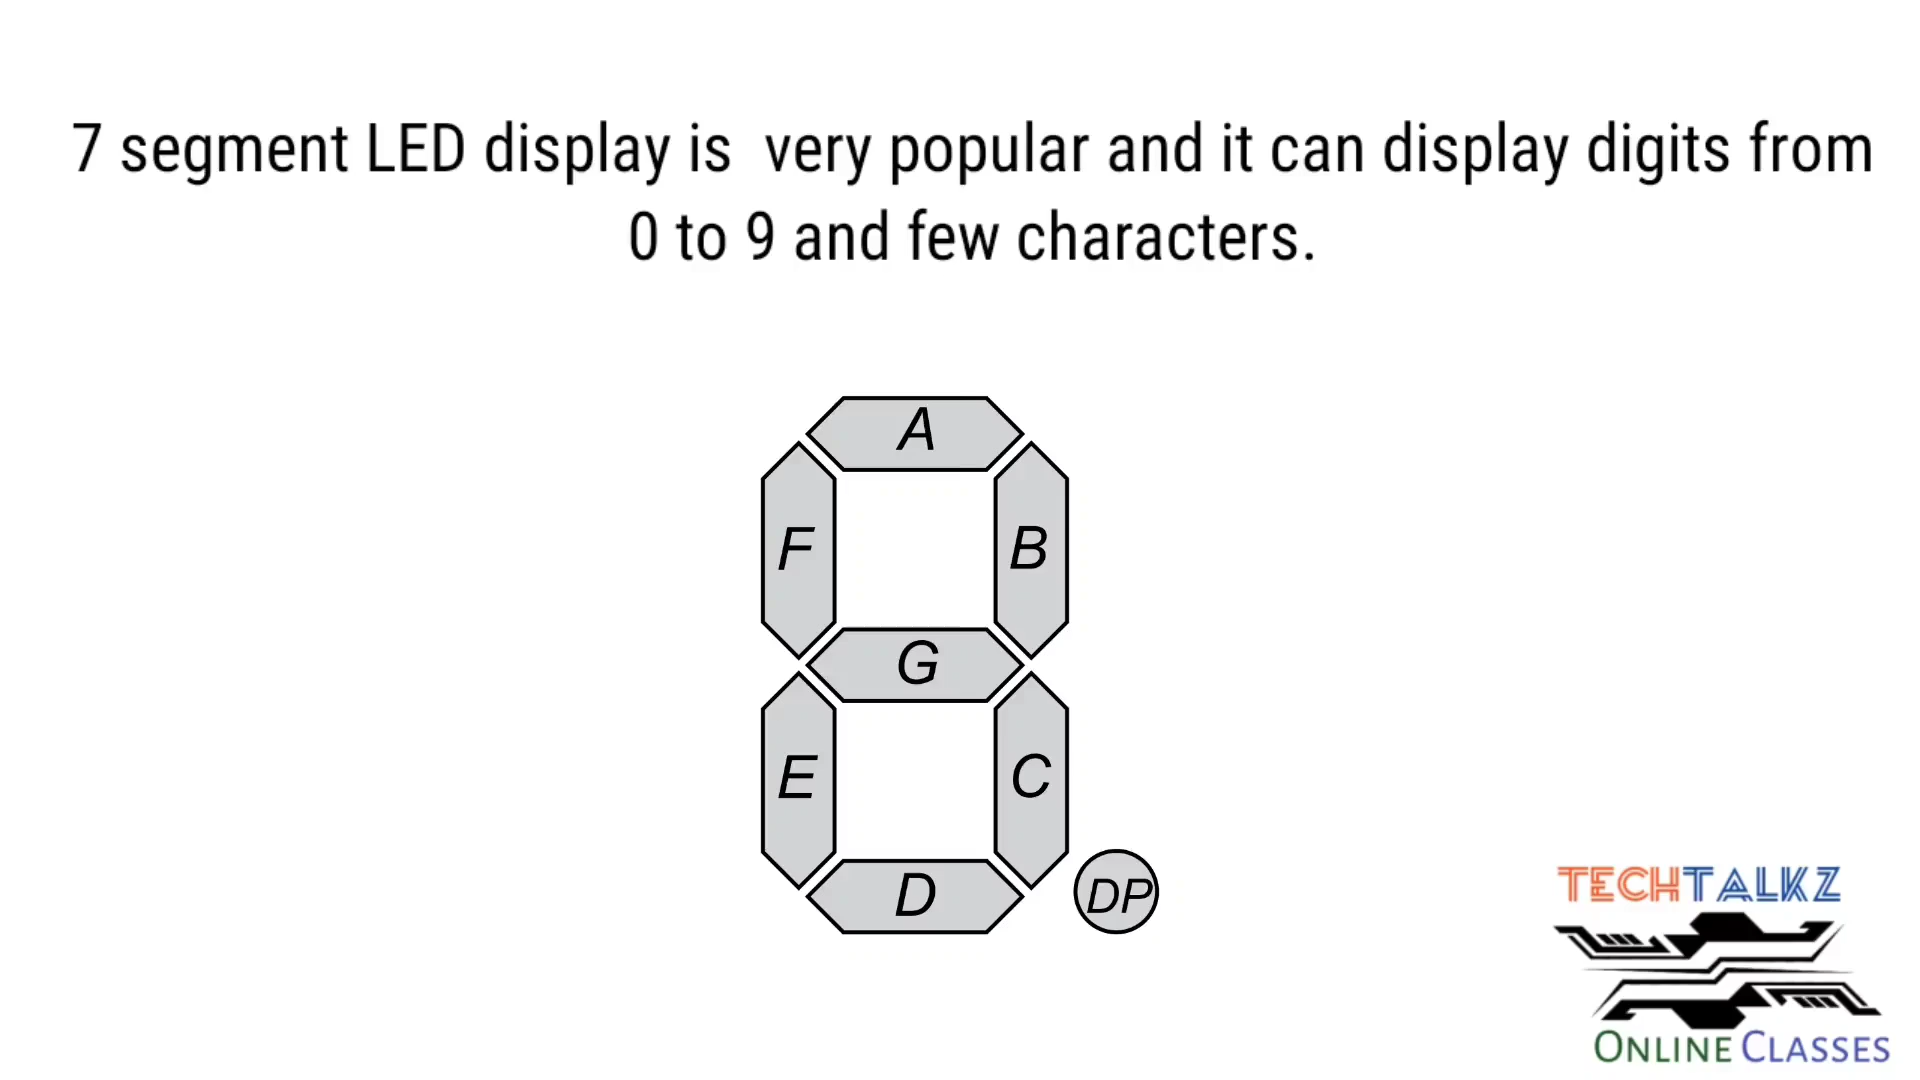 7 segment LED display is  very popular and it can display digits from
0 to 9 and few characters.
A
F
B
G
E
C
D
DP
TECHTALKZ
ONLINE CLASSES